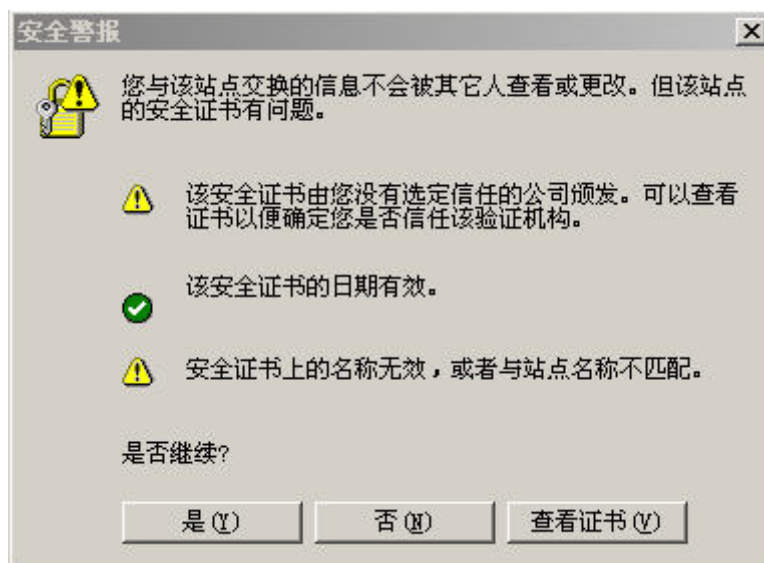 安全警报
您与该站点交换的信息不会被其它人查看或更改。但该站点
的安全证书有问题。
该安全证书由您没有选定信任的公司颁发。可以查看
证书以便确定您是否信任该验证机构。
该安全证书的日期有效。
安全证书上的名称无效，或者与站点名称不匹配。
是否继续?
是(Y) 否(N) 查看证书(V)